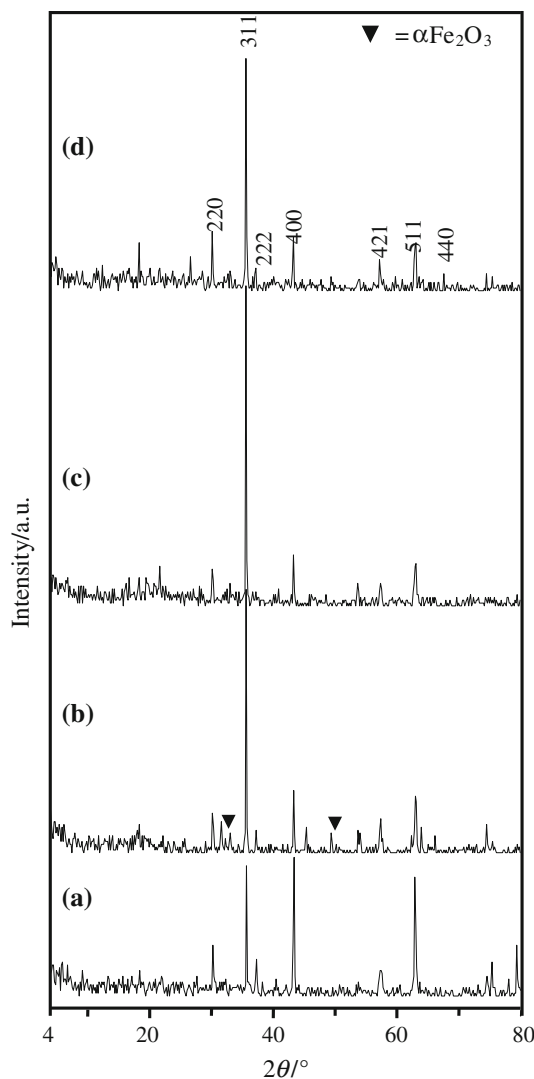 ▼ = αFe₂O₃
311
(d)
220
222
400
421
511
440
(c)
(b)
(a)
Intensity/a.u.
4 20 40 60 80
2θ/°